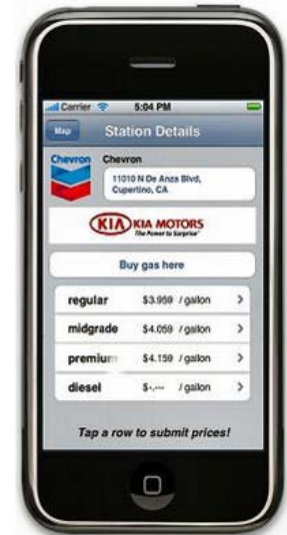 Carrier 5:04 PM
Map Station Details
Chevron Chevron
11010 N De Anza Blvd,
Cupertino, CA
KIA KIA MOTORS
The Power to Surprise™
Buy gas here
regular $3.959 / gallon >
midgrade $4.059 / gallon >
premium $4.159 / gallon >
diesel $-.--- / gallon >
Tap a row to submit prices!